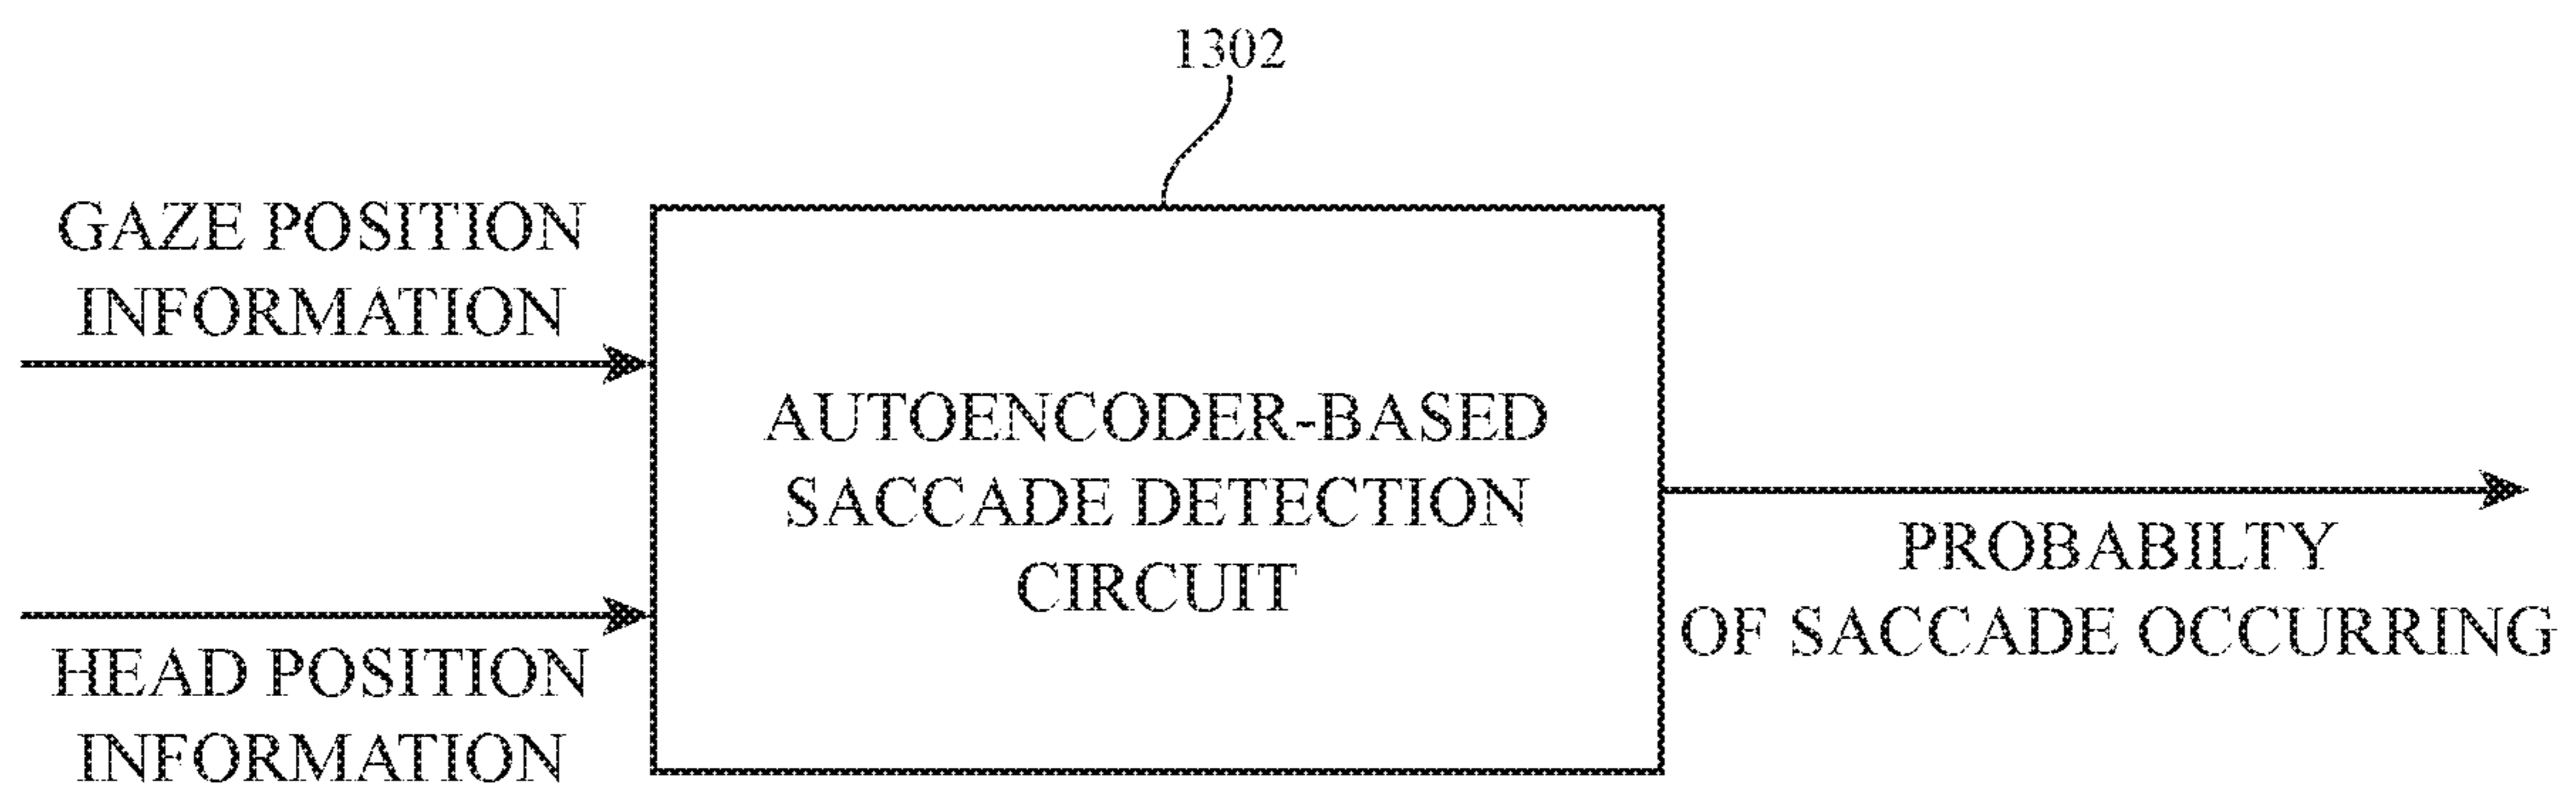 1302
GAZE POSITION
INFORMATION
AUTOENCODER-BASED
SACCADE DETECTION
CIRCUIT
HEAD POSITION
INFORMATION
PROBABILTY
OF SACCADE OCCURRING